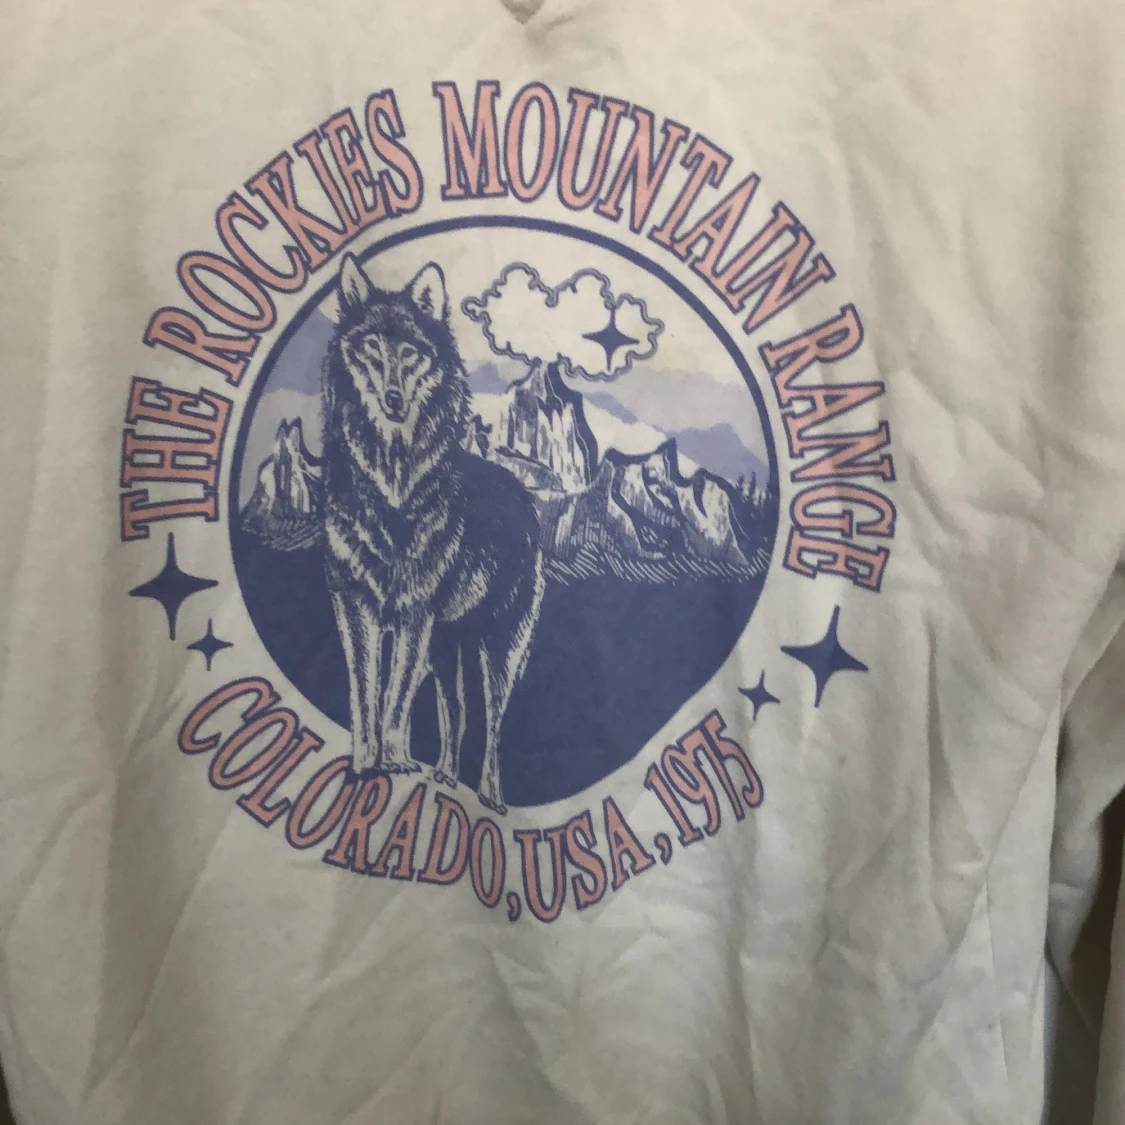 THE ROCKIES MOUNTAIN RANGE
COLORADO, USA, 1975